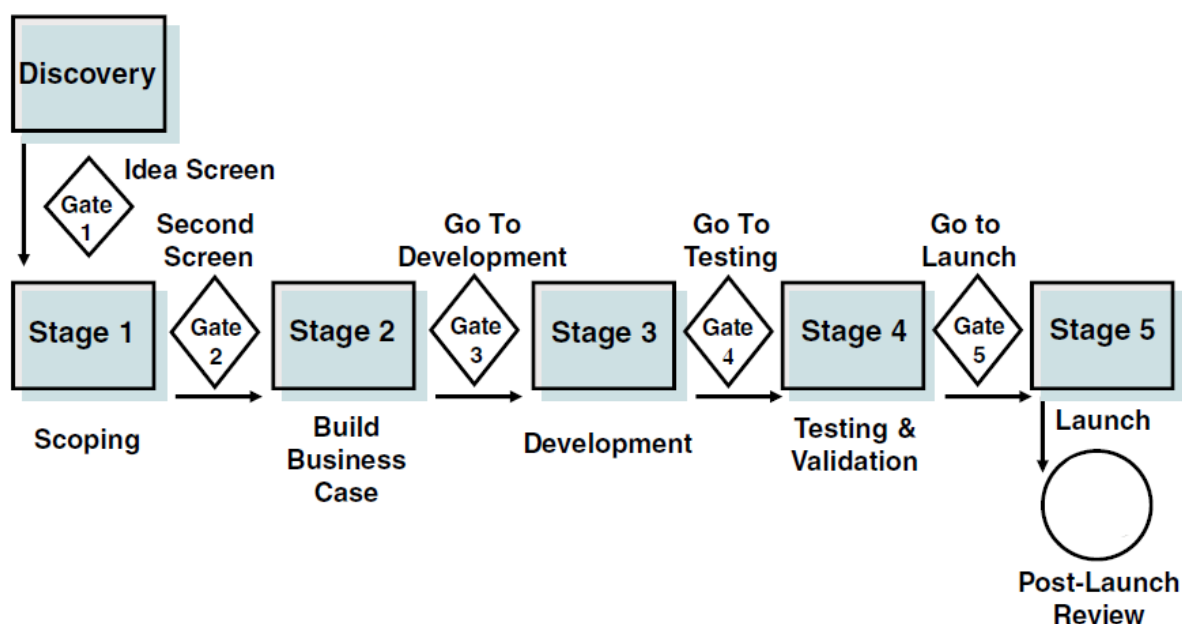 Discovery
Idea Screen
Gate
1
Second
Screen
Go To
Development
Go To
Testing
Go to
Launch
Stage 1
Gate
2
Stage 2
Gate
3
Stage 3
Gate
4
Stage 4
Gate
5
Stage 5
Scoping
Build
Business
Case
Development
Testing &
Validation
Launch
Post-Launch
Review